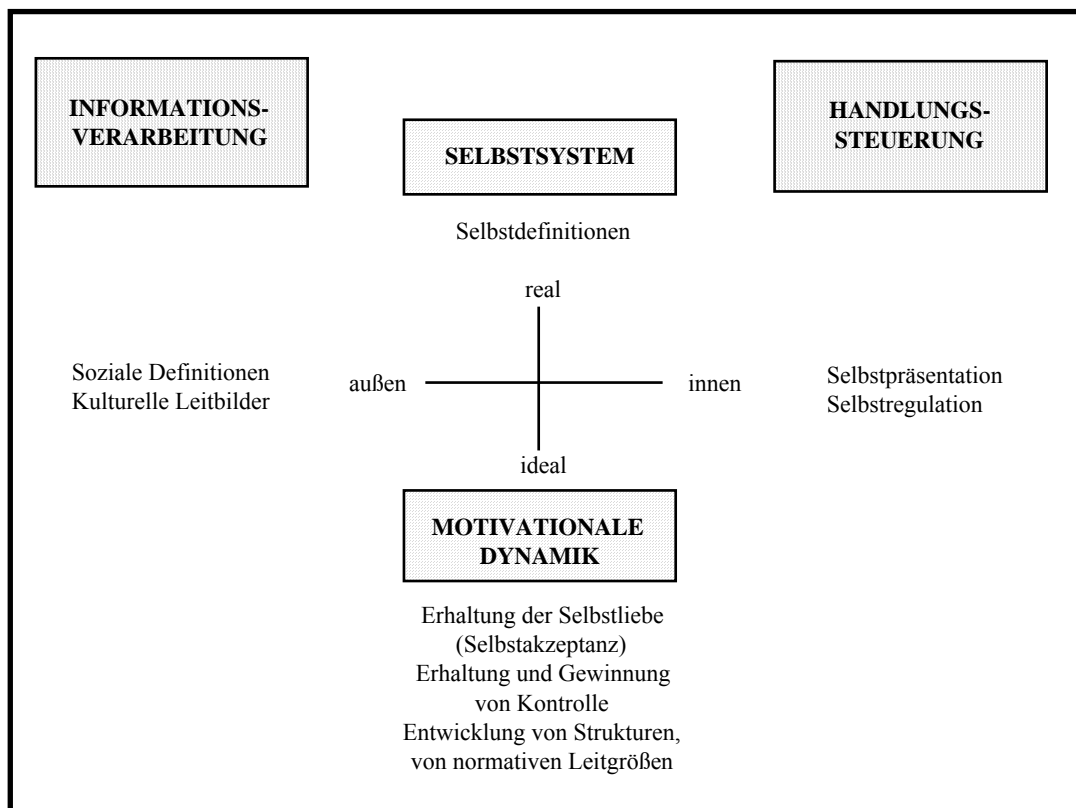 INFORMATIONS-
VERARBEITUNG
SELBSTSYSTEM
HANDLUNGS-
STEUERUNG
Selbstdefinitionen
real
Soziale Definitionen
Kulturelle Leitbilder
außen
innen
Selbstpräsentation
Selbstregulation
ideal
MOTIVATIONALE
DYNAMIK
Erhaltung der Selbstliebe
(Selbstakzeptanz)
Erhaltung und Gewinnung
von Kontrolle
Entwicklung von Strukturen,
von normativen Leitgrößen